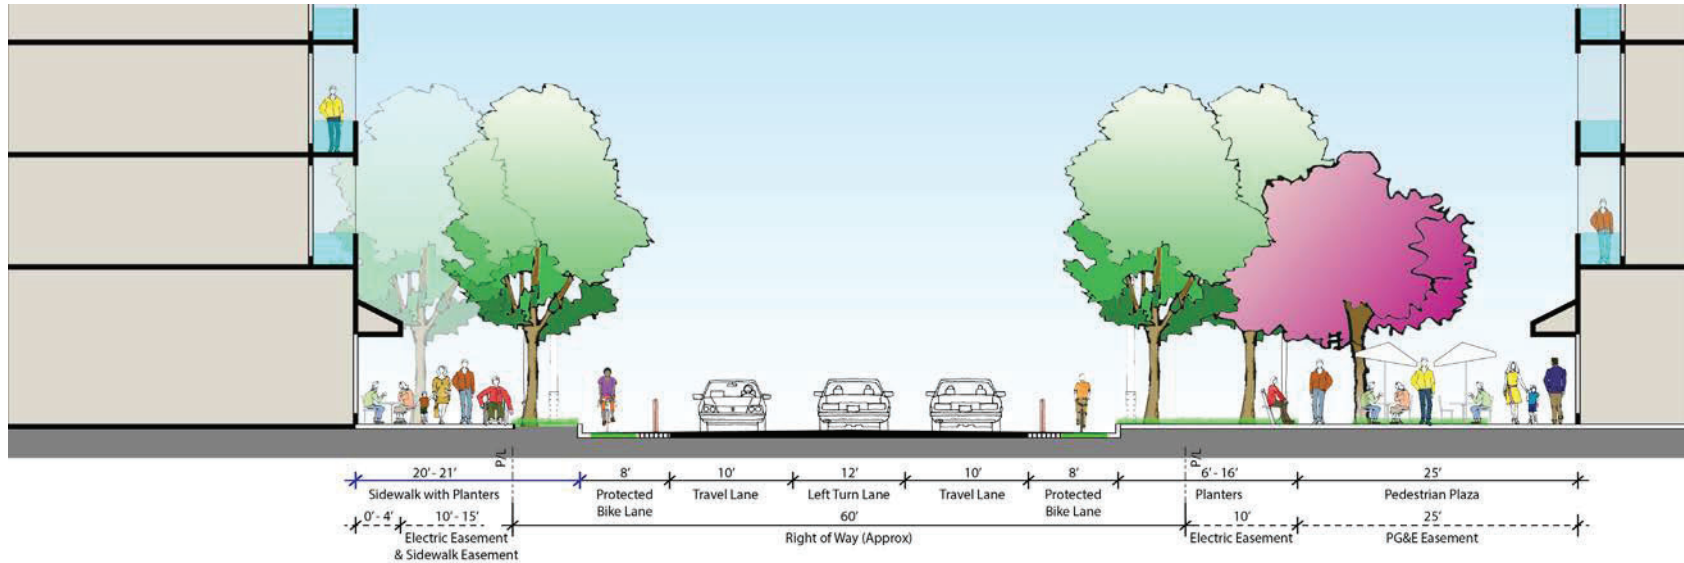 P/L
P/L
20' - 21'
8'
10'
12'
10'
8'
6' - 16'
25'
Sidewalk with Planters
Protected
Bike Lane
Travel Lane
Left Turn Lane
Travel Lane
Protected
Bike Lane
Planters
Pedestrian Plaza
0' - 4'
10' - 15'
60'
10'
25'
Electric Easement
& Sidewalk Easement
Right of Way (Approx)
Electric Easement
PG&E Easement